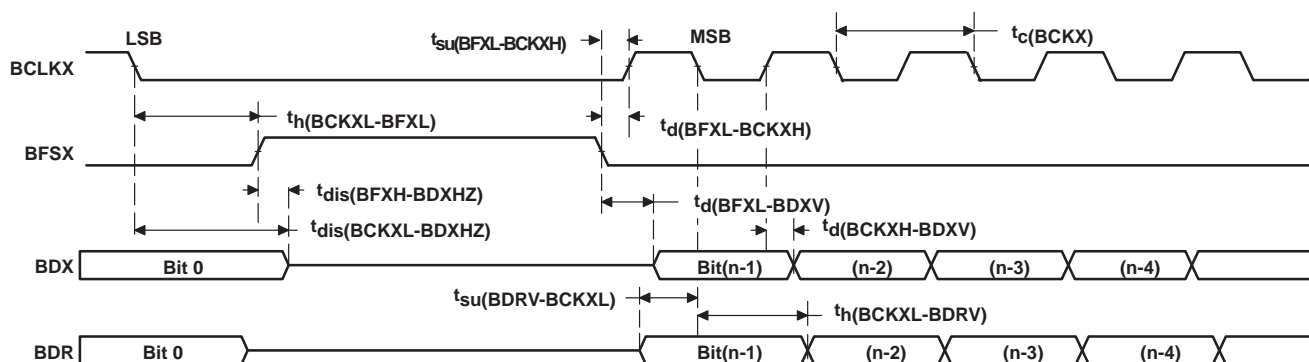 LSB
tsu(BFXL-BCKXH)
MSB
tc(BCKX)
BCLKX
th(BCKXL-BFXL)
td(BFXL-BCKXH)
BFSX
tdis(BFXH-BDXHZ)
td(BFXL-BDXV)
tdis(BCKXL-BDXHZ)
td(BCKXH-BDXV)
BDX
Bit 0
Bit(n-1)
(n-2)
(n-3)
(n-4)
tsu(BDRV-BCKXL)
th(BCKXL-BDRV)
BDR
Bit 0
Bit(n-1)
(n-2)
(n-3)
(n-4)